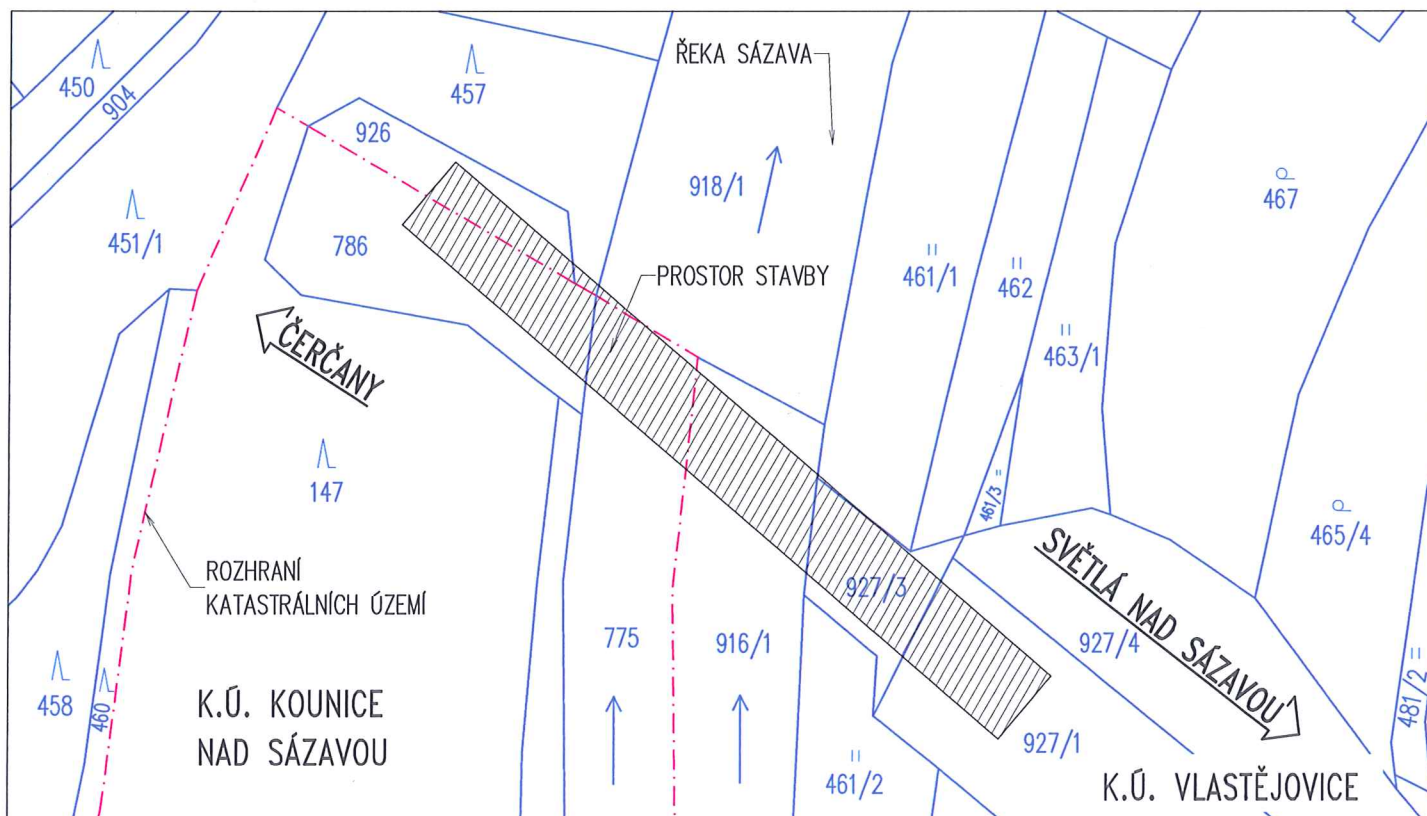 450
904
457
ŘEKA SÁZAVA
926
918/1
467
451/1
786
461/1
462
PROSTOR STAVBY
463/1
ČERČANY
147
461/3 "
465/4
ROZHRANÍ
KATASTRÁLNÍCH ÚZEMÍ
927/3
SVĚTLÁ NAD SÁZAVOU
775
916/1
927/4
458
460
K.Ú. KOUNICE
NAD SÁZAVOU
481/2 =
927/1
461/2
K.Ú. VLASTĚJOVICE